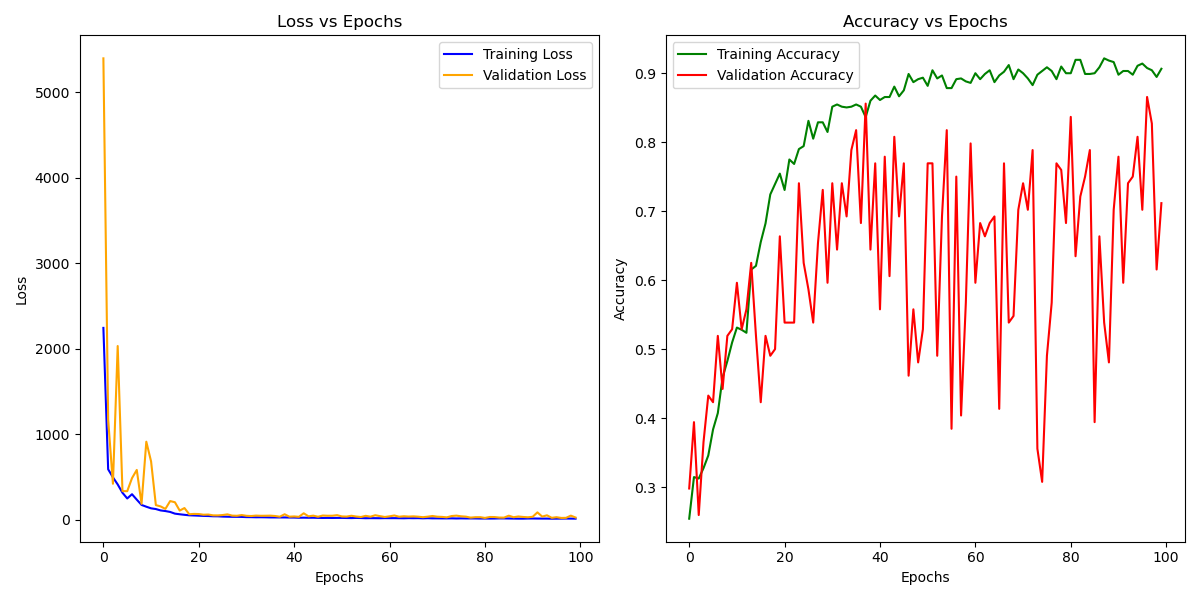 Loss vs Epochs
Training Loss
Validation Loss
5000
4000
3000
2000
1000
0
Loss
0 20 40 60 80 100
Epochs
Accuracy vs Epochs
Training Accuracy
Validation Accuracy
0.9
0.8
0.7
0.6
0.5
0.4
0.3
Accuracy
0 20 40 60 80 100
Epochs